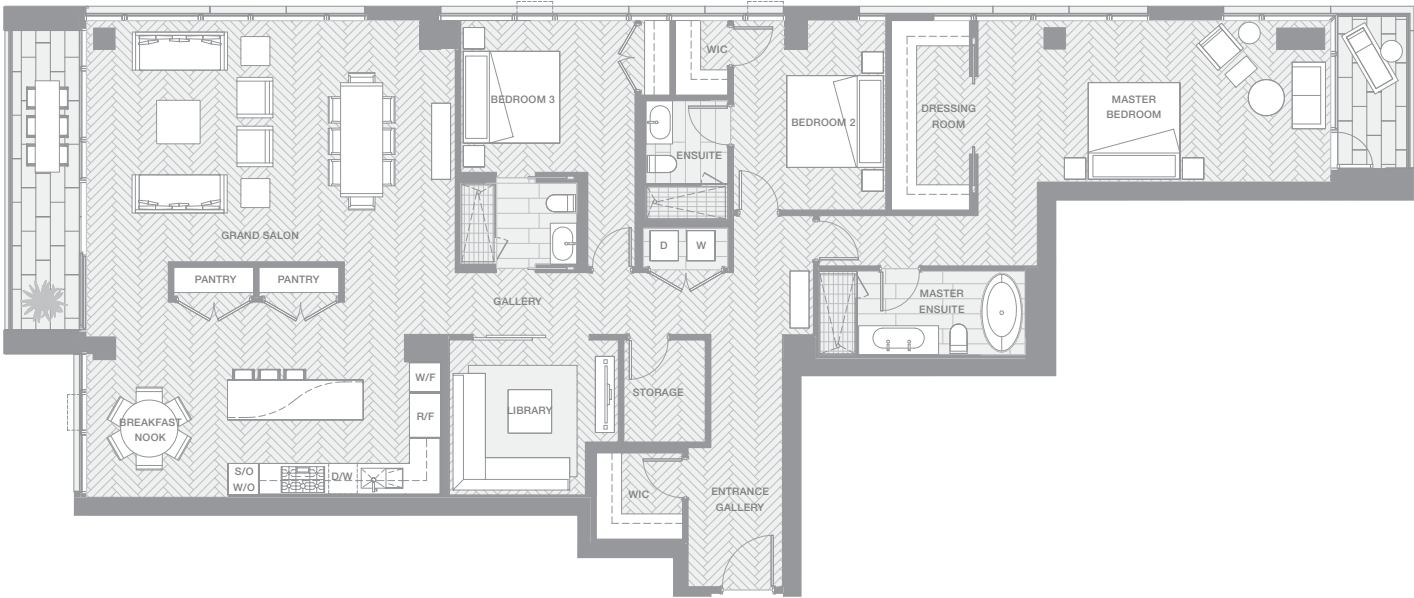 WIC
BEDROOM 3
BEDROOM 2
MASTER
BEDROOM
DRESSING
ROOM
ENSUITE
GRAND SALON
D
W
PANTRY
PANTRY
GALLERY
MASTER
ENSUITE
W/F
R/F
LIBRARY
STORAGE
BREAKFAST
NOOK
S/O
W/O
D/W
WIC
ENTRANCE
GALLERY